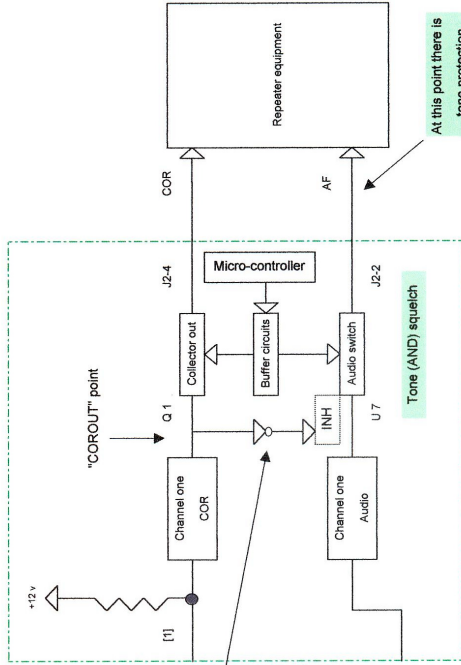 +12 v
[1]
"COROUT" point
Channel one
COR
Q 1
Collector out
J2-4
COR
Micro-controller
Buffer circuits
Repeater equipment
INH
Channel one
Audio
U 7
Audio switch
J2-2
AF
Tone (AND) squelch
At this point there is
tone protection